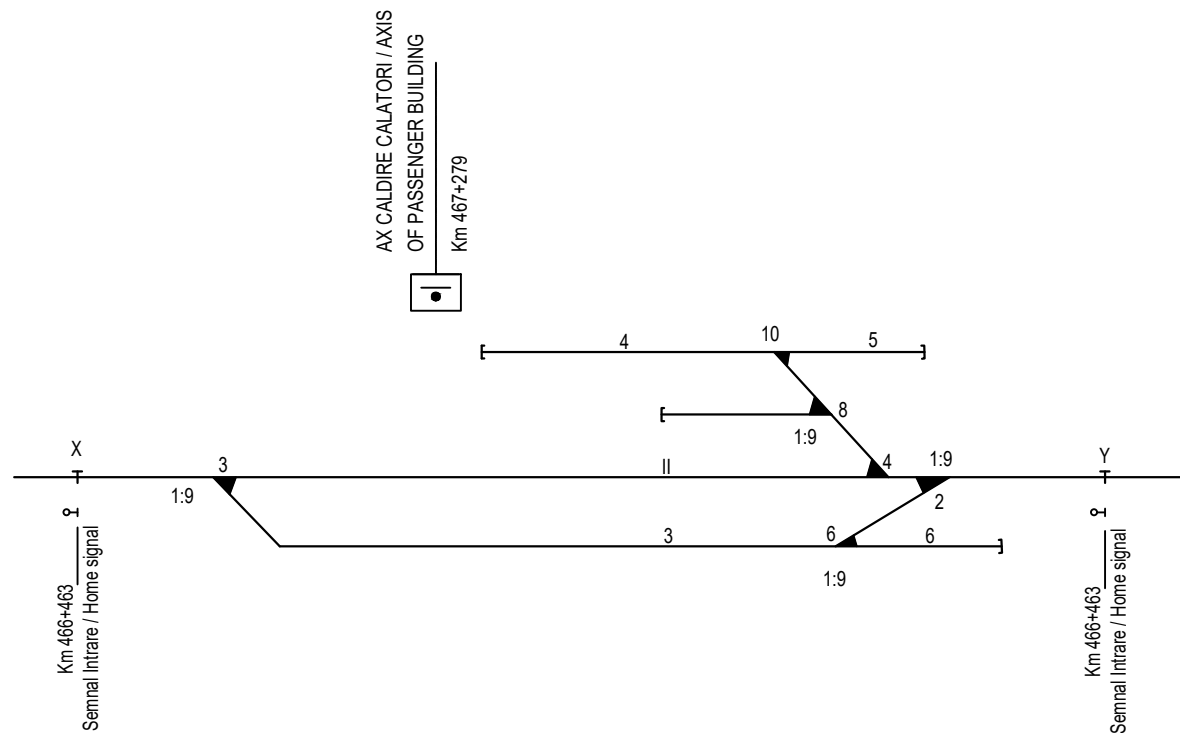 AX CALDIRE CALATORI / AXIS
OF PASSENGER BUILDING
Km 467+279
4
10
5
8
1:9
X
3
II
4
1:9
Y
1:9
2
3
6
6
1:9
Km 466+463
Semnal Intrare / Home signal
Km 466+463
Semnal Intrare / Home signal